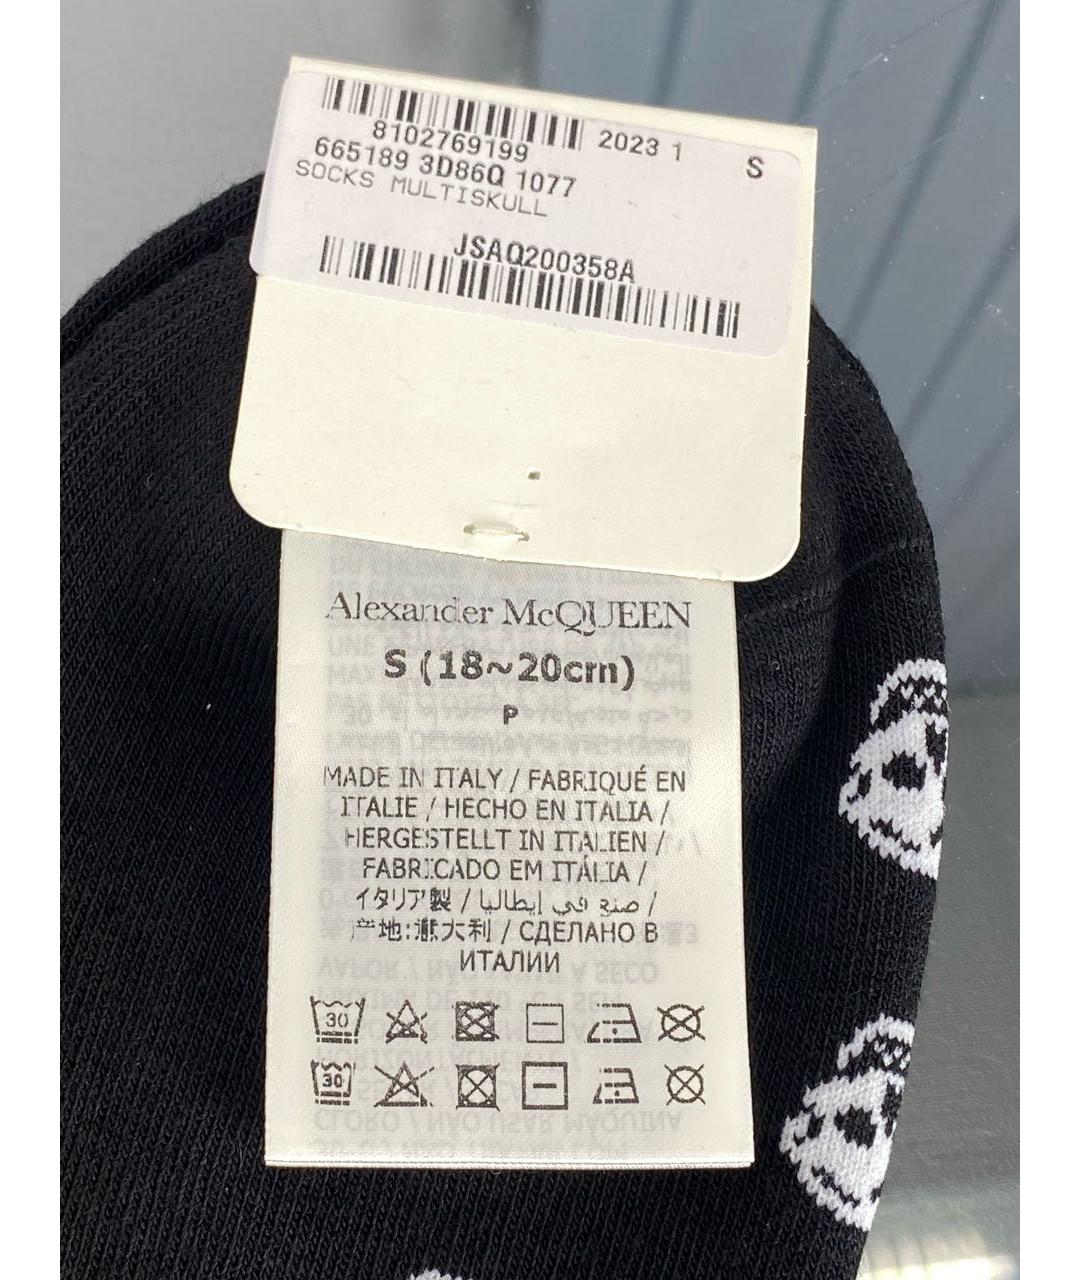 8102769199 2023 1 S
665189 3D86Q 1077
SOCKS MULTISKULL
JSAQ200358A
Alexander McQUEEN
S (18~20cm)
P
MADE IN ITALY / FABRIQUÉ EN
ITALIE / HECHO EN ITALIA /
HERGESTELLT IN ITALIEN /
FABRICADO EM ITÁLIA /
イタリア製 / صنع في إيطاليا /
产地:意大利 / СДЕЛАНО В
ИТАЛИИ
30
30